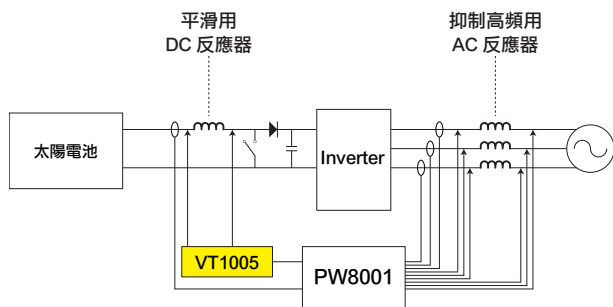 平滑用
DC 反應器
抑制高頻用
AC 反應器
太陽電池
Inverter
VT1005
PW8001